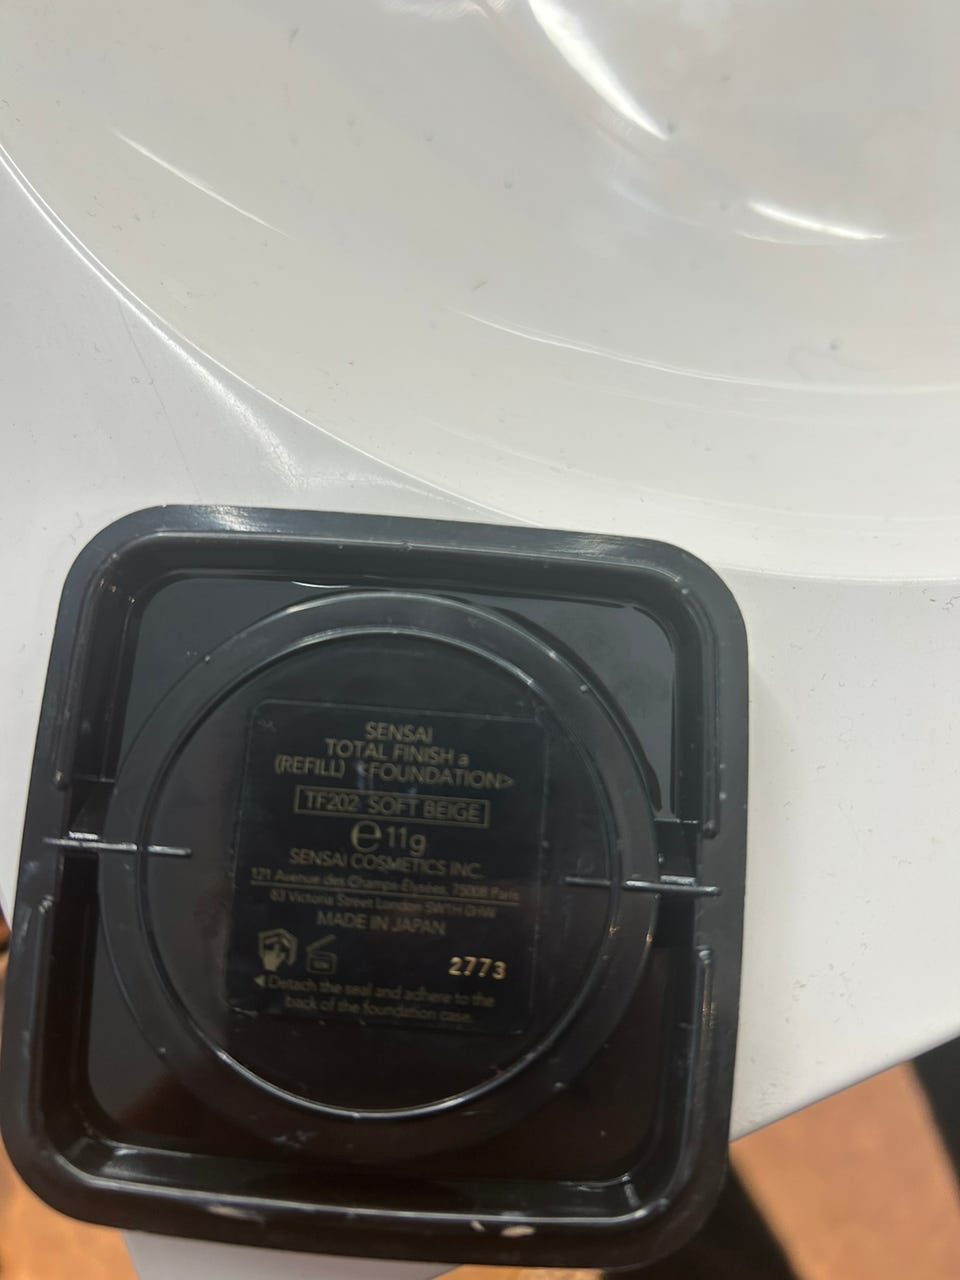 SENSAI
TOTAL FINISH a
(REFILL) <FOUNDATION>
TF202 SOFT BEIGE
℮11g
SENSAI COSMETICS INC.
121 Avenue des Champs-Élysées, 75008 Paris
83 Victoria Street London SW1H 0HW
MADE IN JAPAN
2773
◀Detach the seal and adhere to the
back of the foundation case.